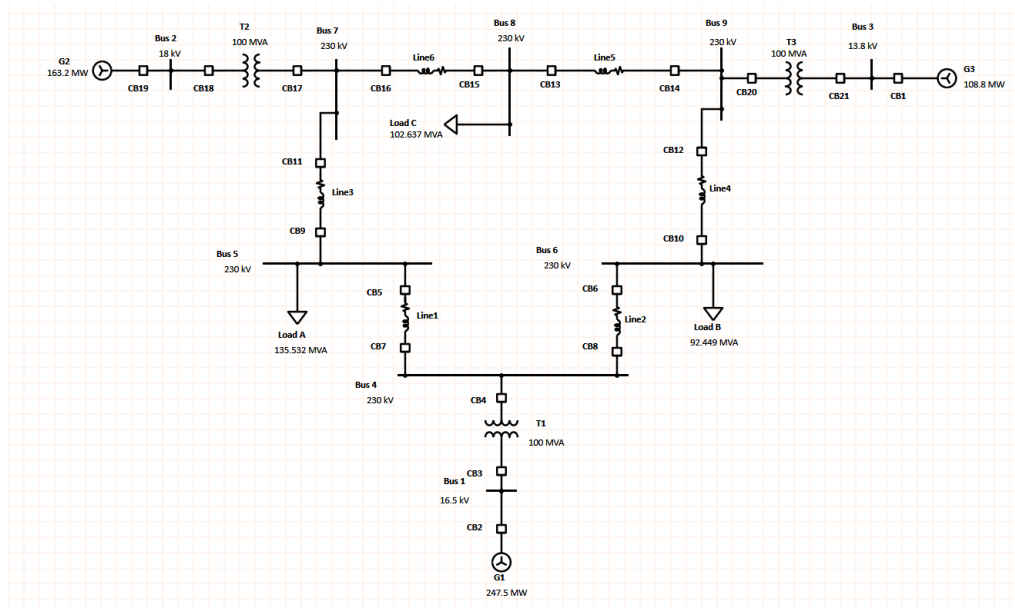 Bus 8
Bus 9
T2
Bus 7
Bus 3
Bus 2
230 kV
230 kV
100 MVA
230 kV
T3
13.8 kV
18 kV
100 MVA
G2
163.2 MW
Line6
Line5
G3
108.8 MW
CB19
CB18
CB17
CB16
CB15
CB13
CB14
CB20
CB21
CB1
Load C
102.637 MVA
CB11
CB12
Line3
Line4
CB9
CB10
Bus 5
230 kV
Bus 6
230 kV
CB5
CB6
Line1
Line2
Load A
135.532 MVA
Load B
92.449 MVA
CB7
CB8
Bus 4
230 kV
CB4
T1
100 MVA
CB3
Bus 1
16.5 kV
CB2
G1
247.5 MW